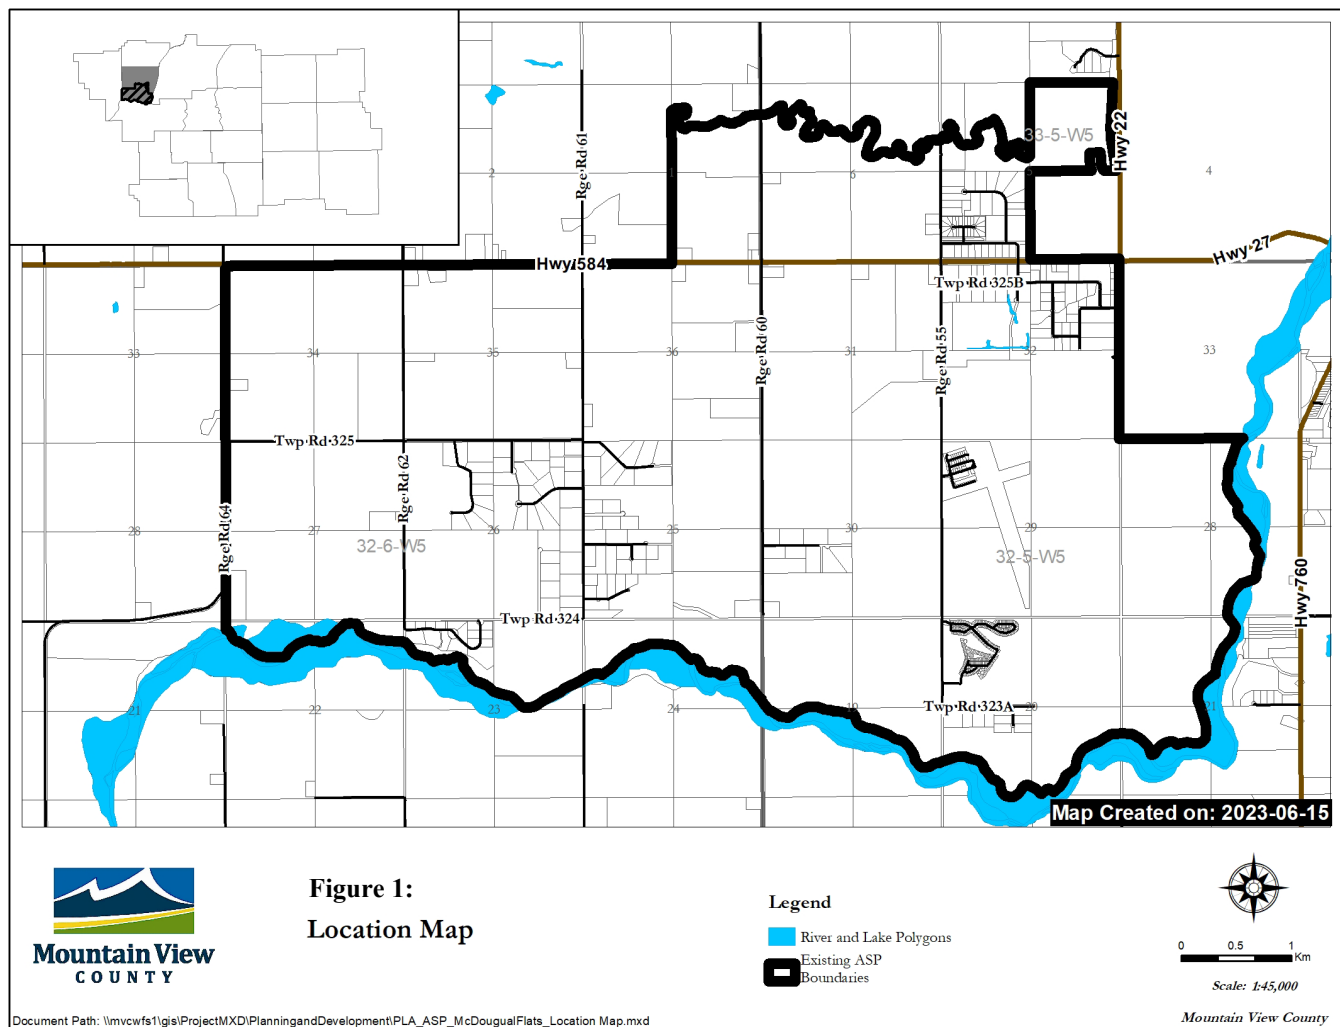 Rge Rd 61
Hwy 22
33-5-W5
2
1
6
5
4
Hwy 584
Hwy 27
Twp Rd 325B
Rge Rd 60
Rge Rd 55
33
34
35
36
31
32
33
Twp Rd 325
Rge Rd 62
Rge Rd 64
28
27
25
30
29
28
32-6-W5
32-5-W5
Hwy 760
Twp Rd 324
21
22
23
24
19
20
21
Twp Rd 323A
Map Created on: 2023-06-15
Mountain View
COUNTY
Figure 1:
Location Map
Legend
River and Lake Polygons
Existing ASP
Boundaries
0 0.5 1
Km
Scale: 1:45,000
Mountain View County
Document Path: \\mvcwfs1\gis\ProjectMXD\PlanningandDevelopment\PLA_ASP_McDougualFlats_Location Map.mxd